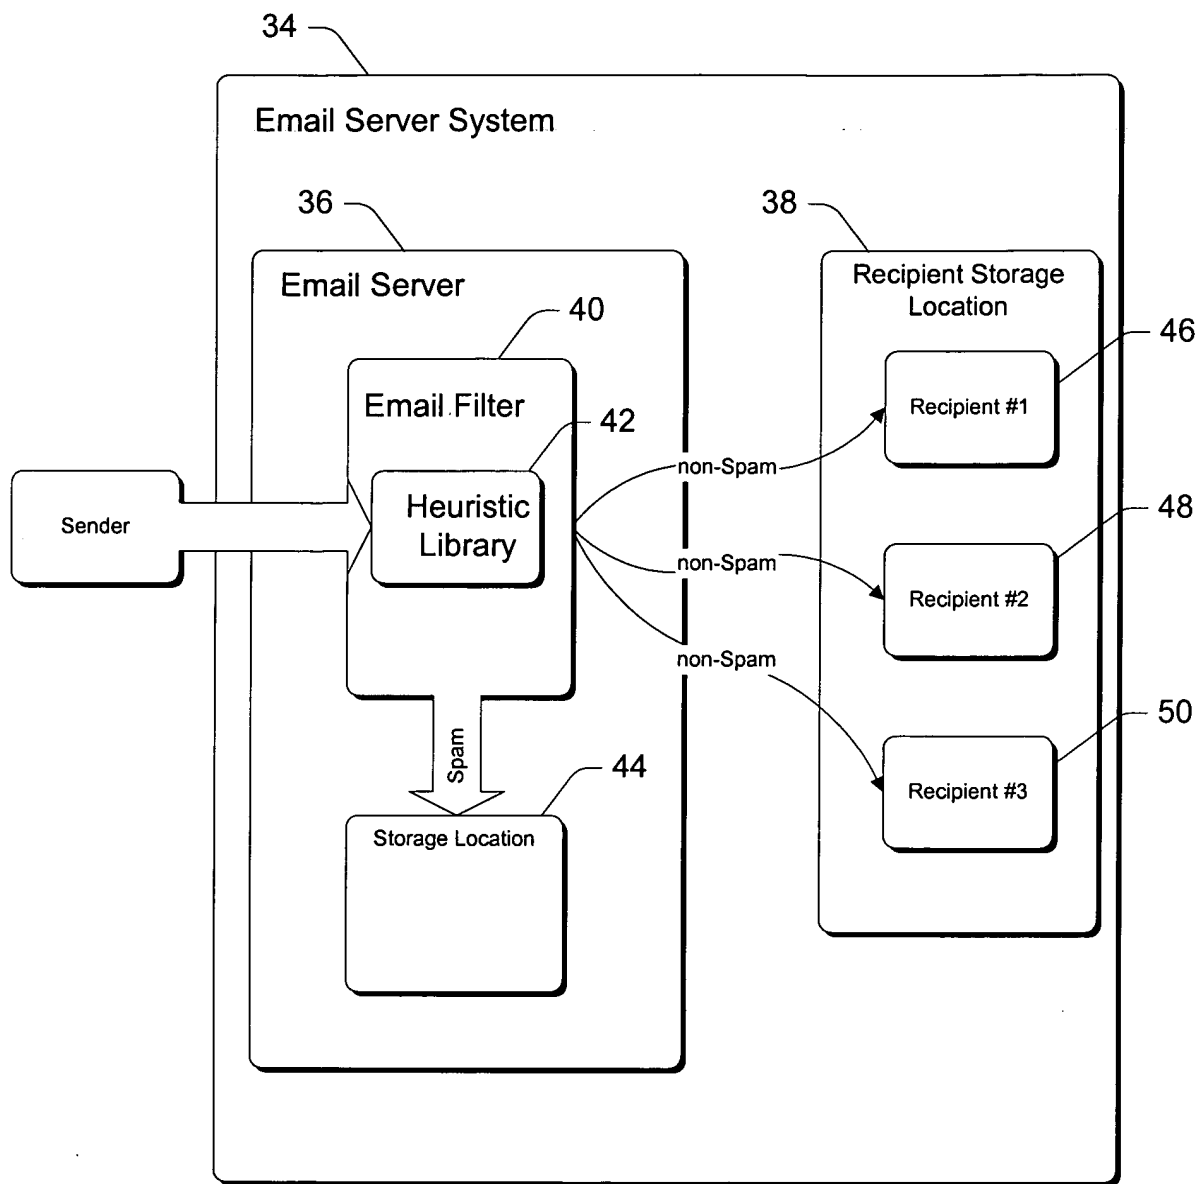 34
Email Server System
36
38
Email Server
Recipient Storage
Location
40
46
Email Filter
Recipient #1
42
non-Spam
Heuristic
Library
Sender
48
non-Spam
Recipient #2
non-Spam
50
Spam
44
Recipient #3
Storage Location